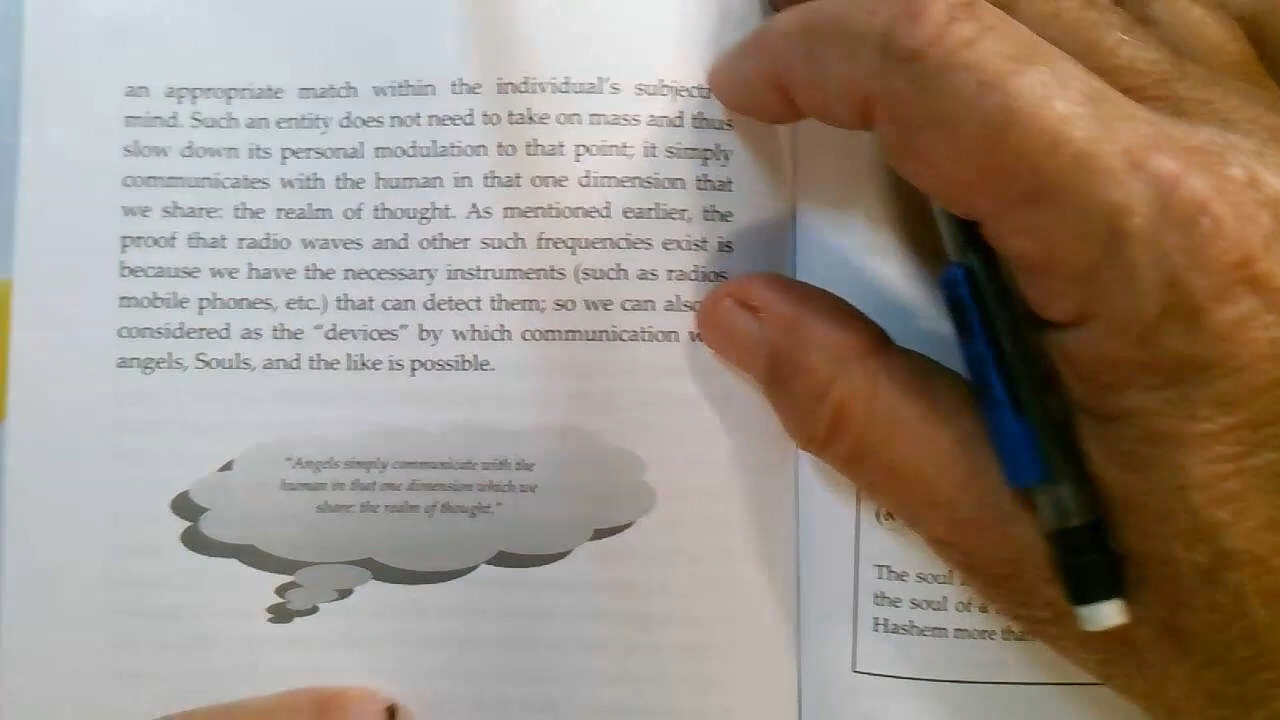 an appropriate match within the individual's
mind. Such an entity does not need to take on mass and thus
slow down its personal modulation to that point; it simply
communicates with the human in that one dimension that
we share: the realm of thought. As mentioned earlier, the
proof that radio waves and other such frequencies exist is
because we have the necessary instruments (such as radios,
mobile phones, etc.) that can detect them; so we can also
considered as the "devices" by which communication
angels, Souls, and the like is possible.
"Angels simply communicate with the
human in that one dimension which we
share: the realm of thought."
The soul
the soul of a
Hashem more than